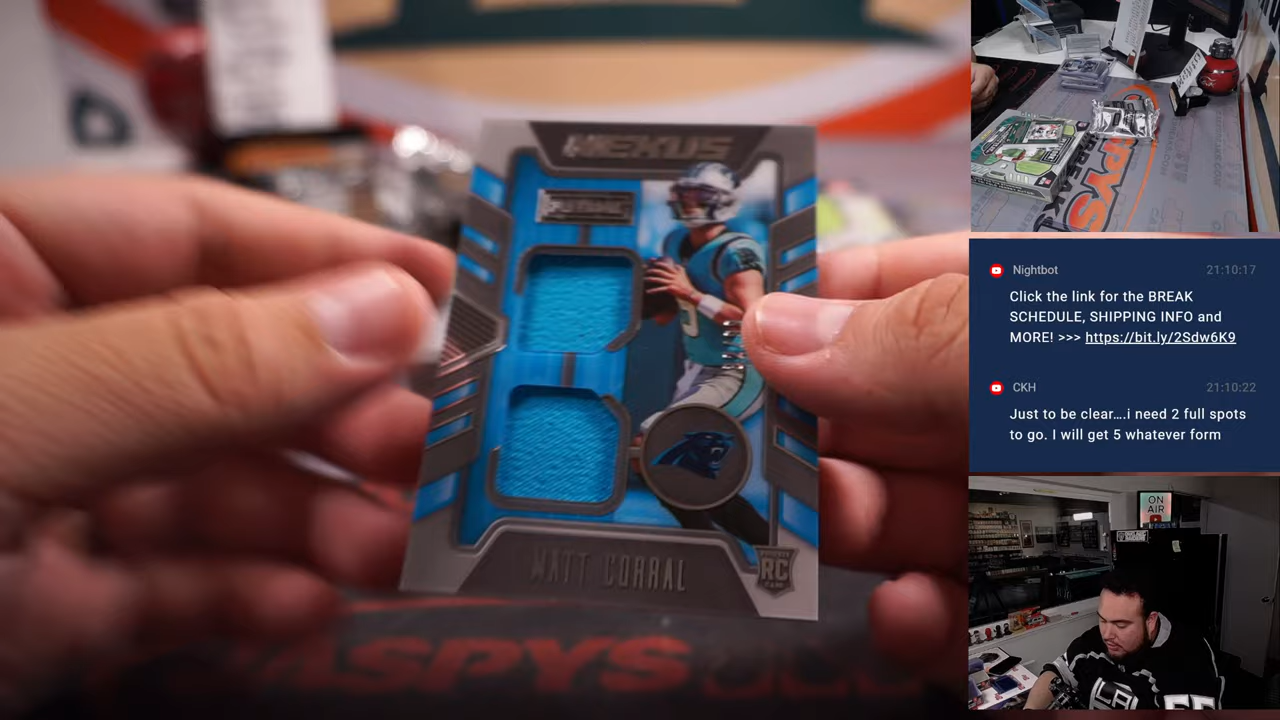 NEXUS
MATT CORRAL
RC
Nightbot
21:10:17
Click the link for the BREAK
SCHEDULE, SHIPPING INFO and
MORE! >>> https://bit.ly/2Sdw6K9
CKH
21:10:22
Just to be clear....i need 2 full spots
to go. I will get 5 whatever form
ON
AIR
LA
JASPYS